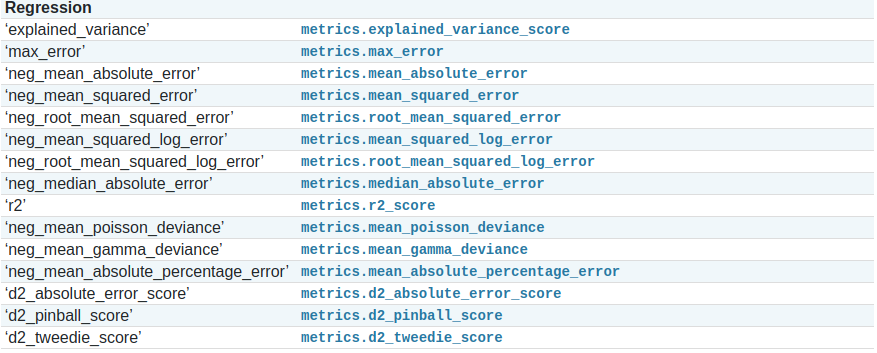 Regression
‘explained_variance’ metrics.explained_variance_score
‘max_error’ metrics.max_error
‘neg_mean_absolute_error’ metrics.mean_absolute_error
‘neg_mean_squared_error’ metrics.mean_squared_error
‘neg_root_mean_squared_error’ metrics.root_mean_squared_error
‘neg_mean_squared_log_error’ metrics.mean_squared_log_error
‘neg_root_mean_squared_log_error’ metrics.root_mean_squared_log_error
‘neg_median_absolute_error’ metrics.median_absolute_error
‘r2’ metrics.r2_score
‘neg_mean_poisson_deviance’ metrics.mean_poisson_deviance
‘neg_mean_gamma_deviance’ metrics.mean_gamma_deviance
‘neg_mean_absolute_percentage_error’ metrics.mean_absolute_percentage_error
‘d2_absolute_error_score’ metrics.d2_absolute_error_score
‘d2_pinball_score’ metrics.d2_pinball_score
‘d2_tweedie_score’ metrics.d2_tweedie_score